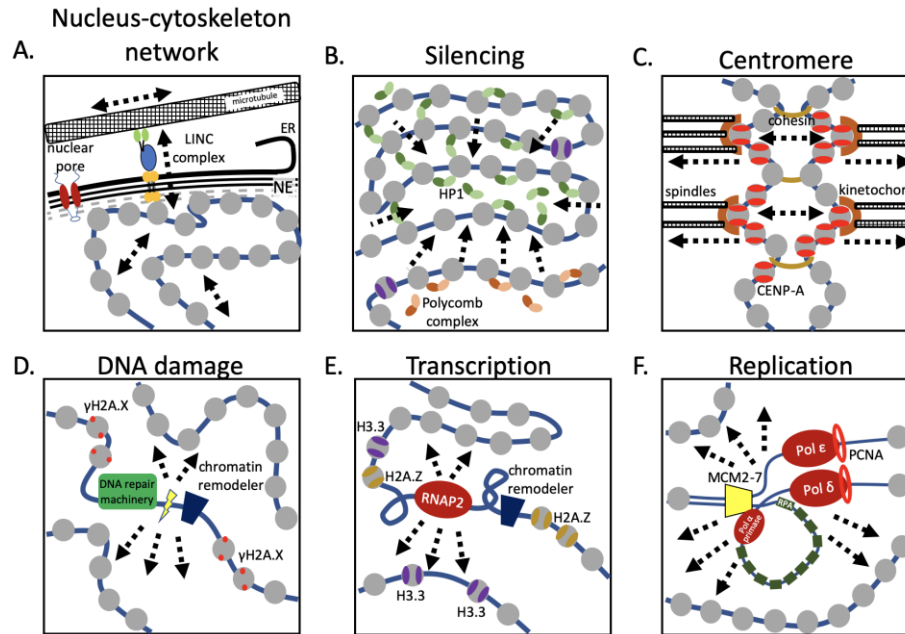 Nucleus-cytoskeleton
network
A.
microtubule
nuclear
pore
LINC
complex
ER
NE
B.
Silencing
HP1
Polycomb
complex
C.
Centromere
cohesin
spindles
kinetochor
CENP-A
D.
DNA damage
γH2A.X
DNA repair
machinery
chromatin
remodeler
γH2A.X
E.
Transcription
H3.3
H2A.Z
RNAP2
chromatin
remodeler
H2A.Z
H3.3
H3.3
F.
Replication
Pol ε
PCNA
MCM2-7
Pol δ
RPA
Pol α
primase